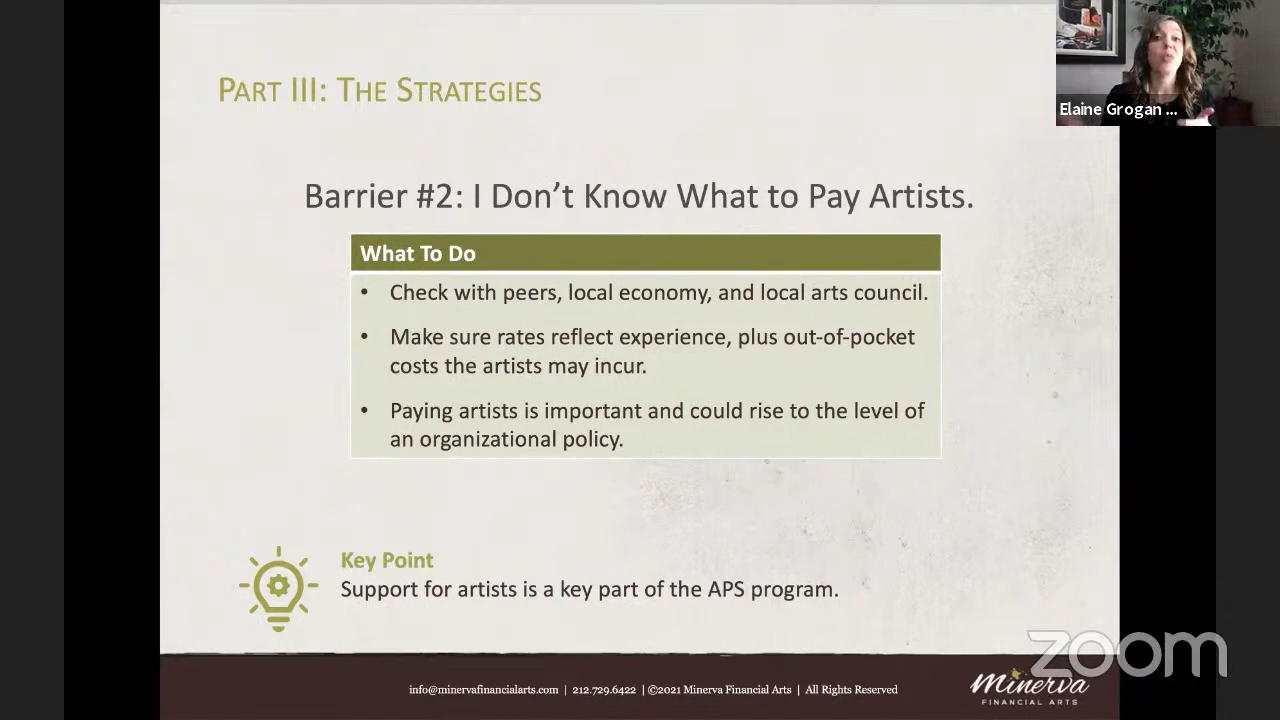 Part III: The Strategies
Elaine Grogan ...
Barrier #2: I Don't Know What to Pay Artists.
What To Do
• Check with peers, local economy, and local arts council.
• Make sure rates reflect experience, plus out-of-pocket
costs the artists may incur.
• Paying artists is important and could rise to the level of
an organizational policy.
Key Point
Support for artists is a key part of the APS program.
zoom
info@minervafinancialarts.com | 212.729.6422 | ©2021 Minerva Financial Arts | All Rights Reserved
Minerva
FINANCIAL ARTS